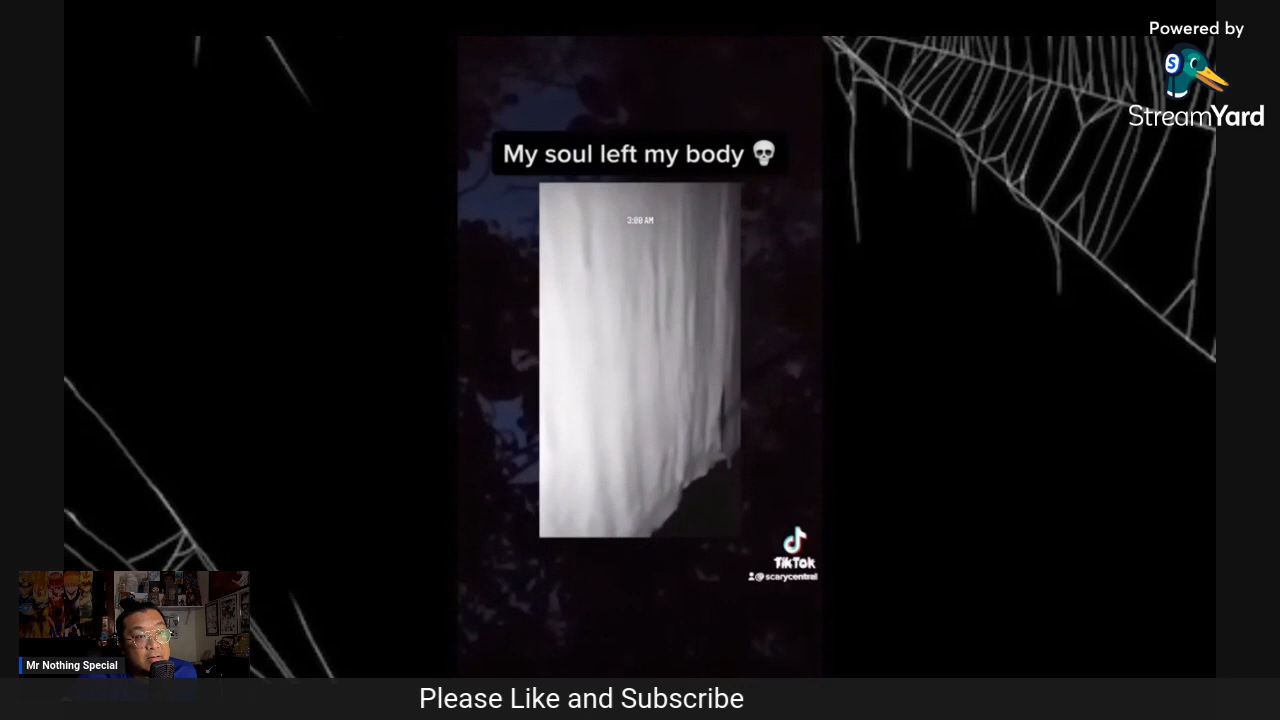 Powered by
S
StreamYard
My soul left my body 💀
3:00 AM
TikTok
@scarycentral
Mr Nothing Special
Please Like and Subscribe